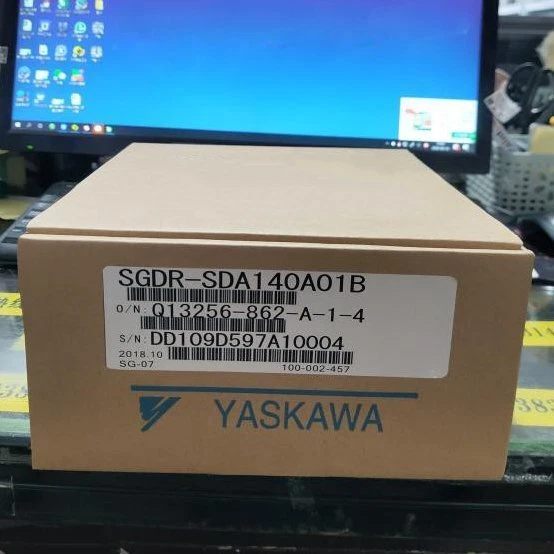 SGDR-SDA140A01B
O/N: Q13256-862-A-1-4
S/N: DD109D597A10004
2018.10
SG-07 100-002-457
YASKAWA